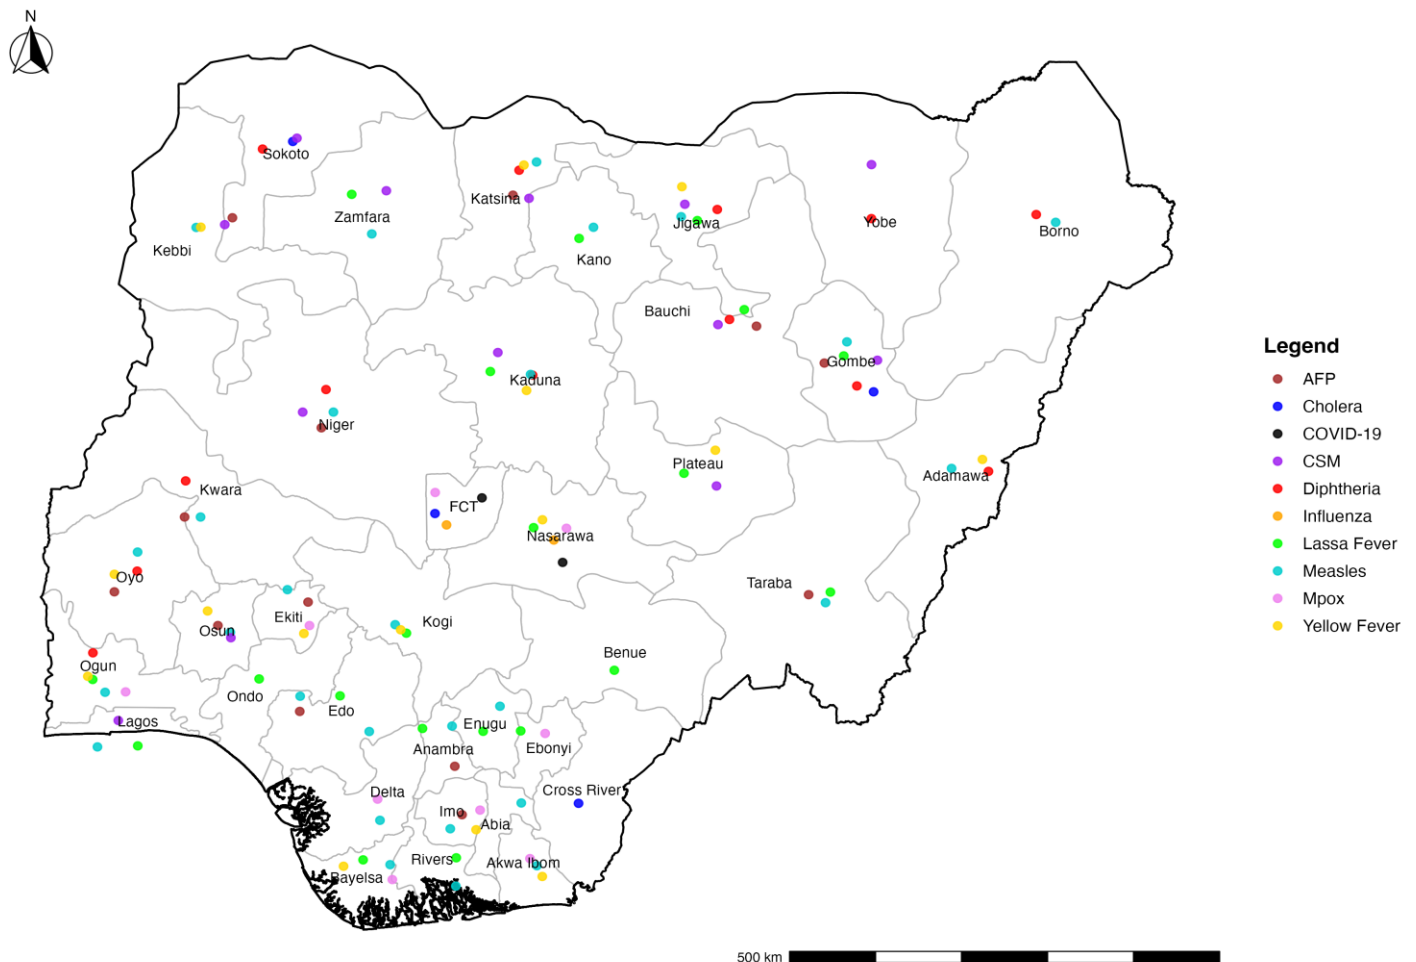 N
Sokoto
Zamfara
Katsina
Kebbi
Kano
Jigawa
Yobe
Borno
Bauchi
Gombe
Kaduna
Niger
Plateau
Adamawa
Kwara
FCT
Nasarawa
Oyo
Taraba
Osun
Ekiti
Kogi
Benue
Ogun
Ondo
Edo
Lagos
Enugu
Anambra
Ebonyi
Delta
Cross River
Imo
Abia
Rivers
Akwa Ibom
Bayelsa
Legend
AFP
Cholera
COVID-19
CSM
Diphtheria
Influenza
Lassa Fever
Measles
Mpox
Yellow Fever
500 km